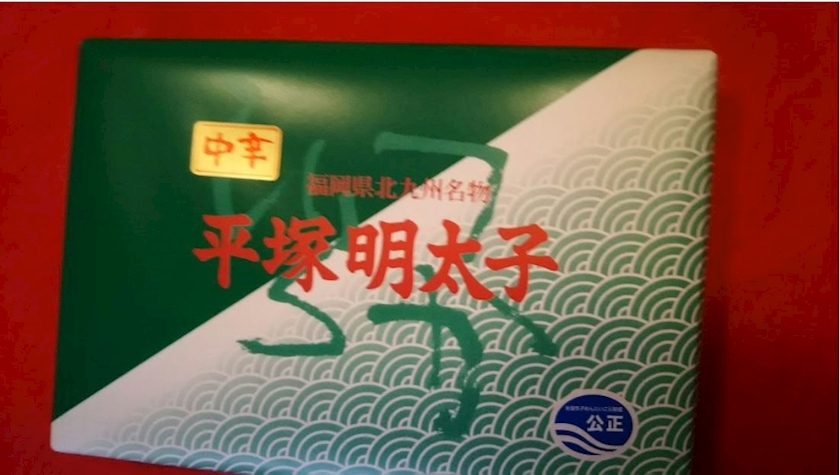 中辛
福岡県北九州名物
平塚明太子
公正